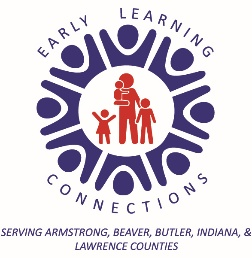 EARLY LEARNING
CONNECTIONS
SERVING ARMSTRONG, BEAVER, BUTLER, INDIANA, &
LAWRENCE COUNTIES